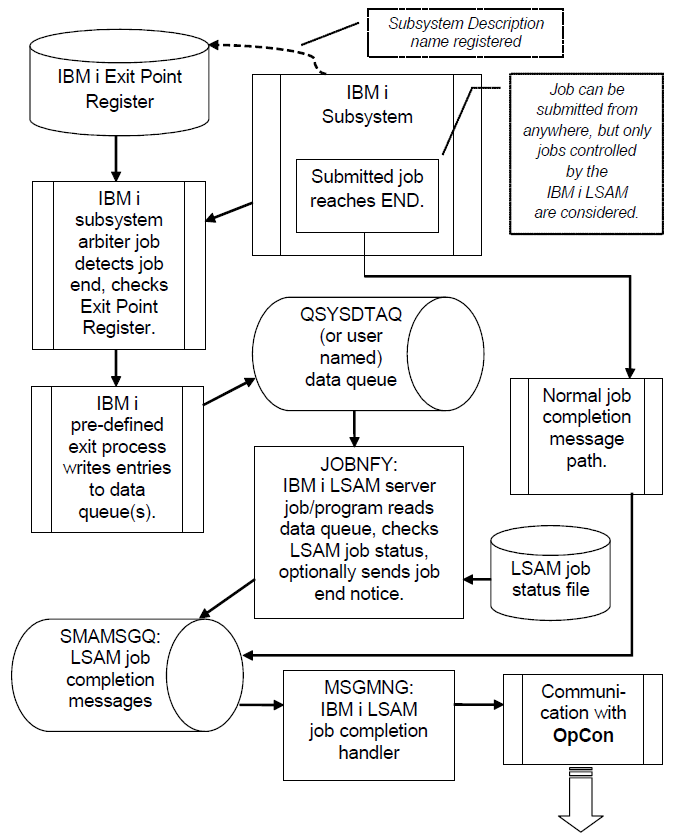 Subsystem Description
name registered
IBM i Exit Point
Register
IBM i
Subsystem
Job can be
submitted from
anywhere, but only
jobs controlled
by the
IBM i LSAM
are considered.
Submitted job
reaches END.
IBM i
subsystem
arbiter job
detects job
end, checks
Exit Point
Register.
QSYSDTAQ
(or user
named)
data queue
IBM i
pre-defined
exit process
writes entries
to data
queue(s).
Normal job
completion
message
path.
JOBNFY:
IBM i LSAM server
job/program reads
data queue, checks
LSAM job status,
optionally sends job
end notice.
LSAM job
status file
SMAMSGQ:
LSAM job
completion
messages
MSGMNG:
IBM i LSAM
job completion
handler
Communi-
cation with
OpCon